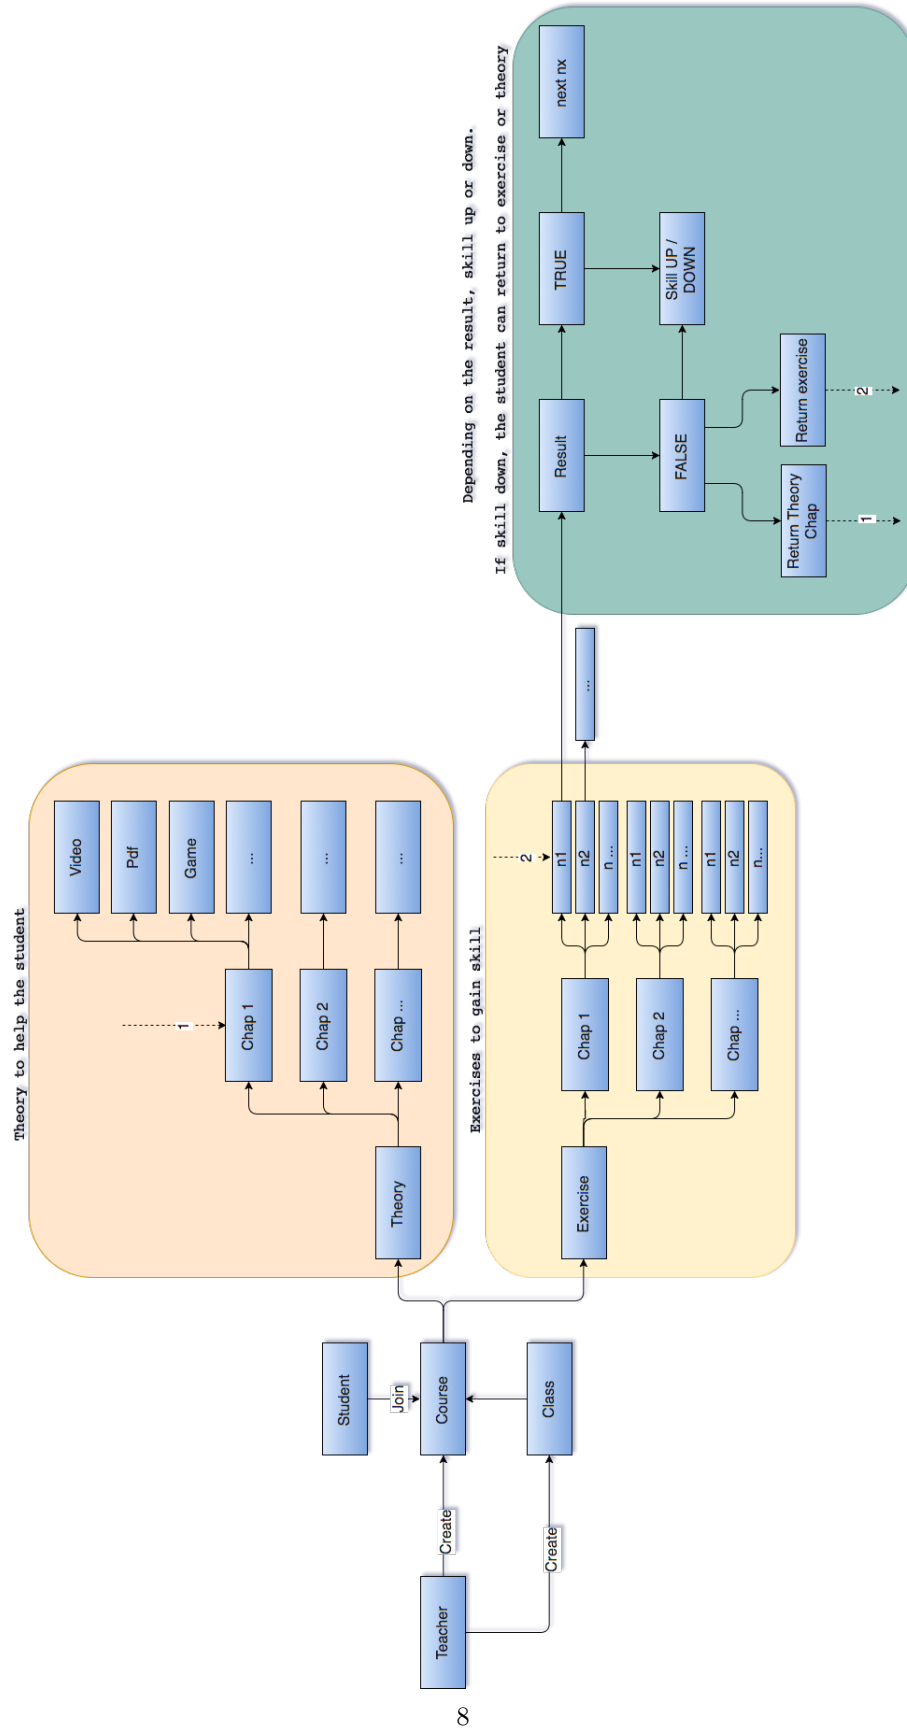 Teacher
Create
Create
Student
Join
Course
Class
Theory to help the student
Theory
1
Chap 1
Chap 2
Chap ...
Video
Pdf
Game
...
...
...
Exercises to gain skill
Exercise
Chap 1
Chap 2
Chap ...
2
n1
n2
n ...
n1
n2
n ...
n1
n2
n...
...
Depending on the result, skill up or down.
If skill down, the student can return to exercise or theory
Result
TRUE
next nx
FALSE
Skill UP /
DOWN
Return Theory
Chap
Return exercise
1
2
8